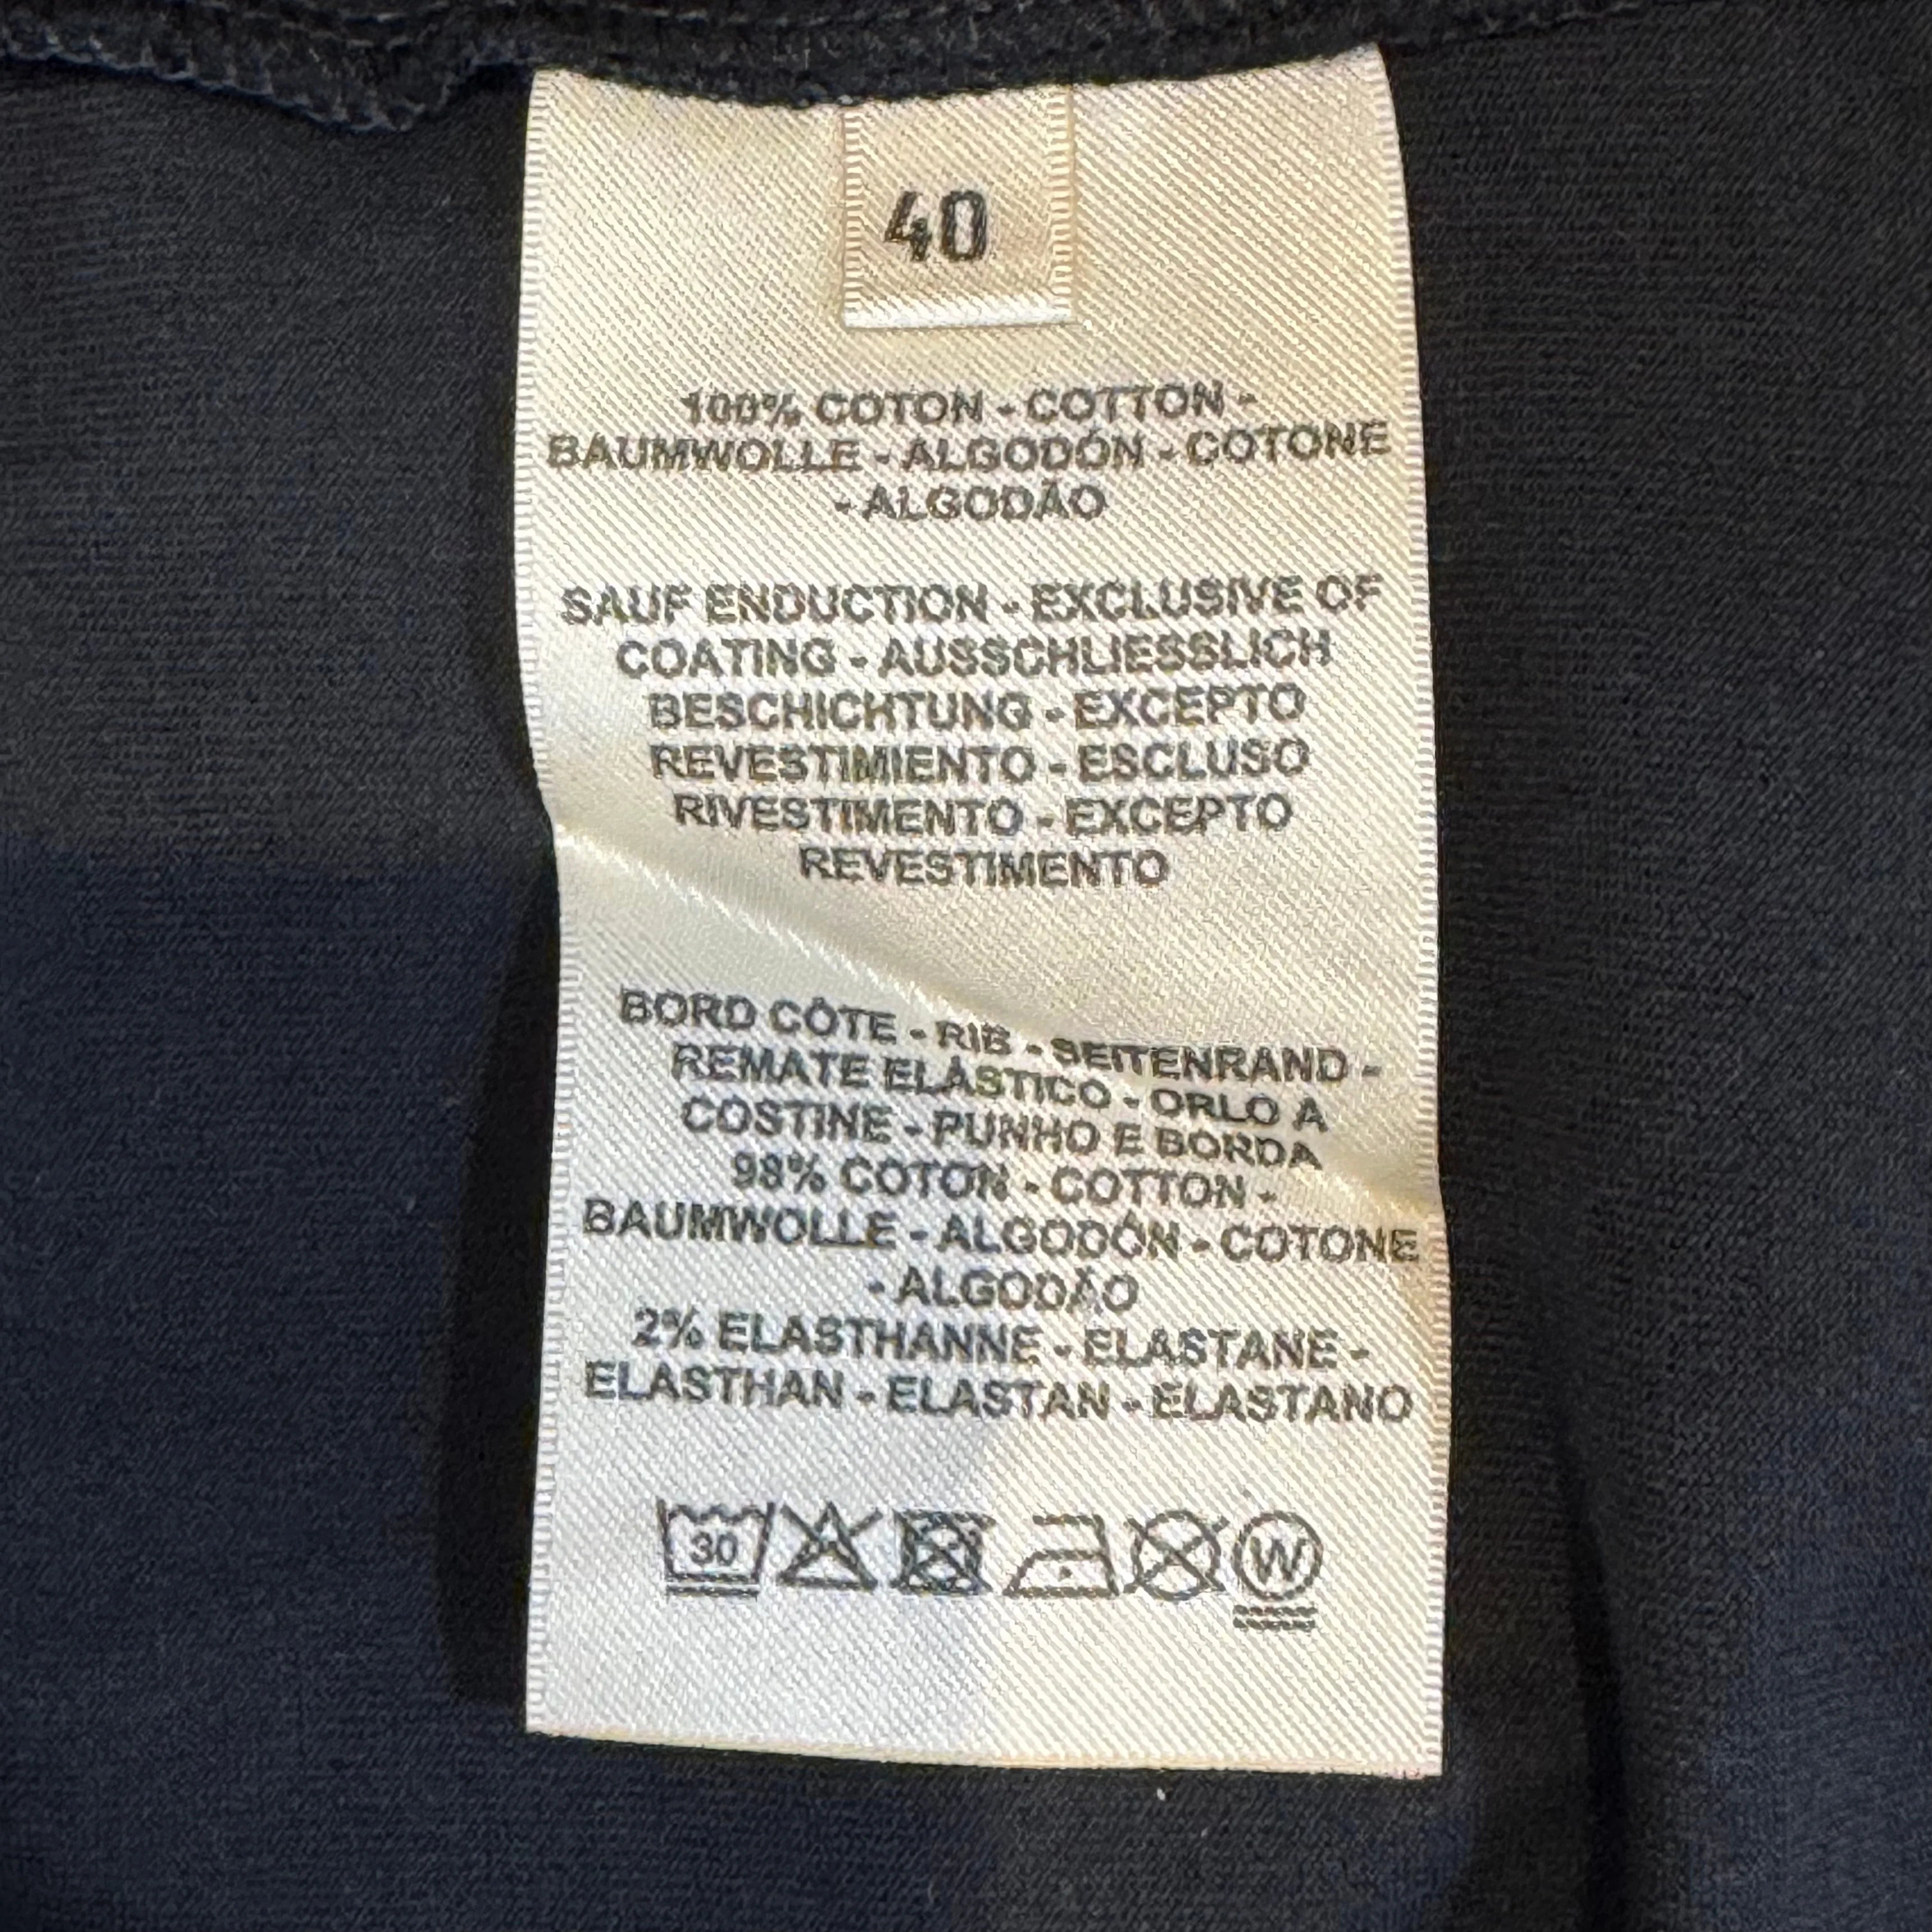 40
100% COTON - COTTON -
BAUMWOLLE - ALGODÓN - COTONE
- ALGODÃO
SAUF ENDUCTION - EXCLUSIVE OF
COATING - AUSSCHLIESSLICH
BESCHICHTUNG - EXCEPTO
REVESTIMIENTO - ESCLUSO
RIVESTIMENTO - EXCEPTO
REVESTIMENTO
BORD CÔTE - RIB - SEITENRAND -
REMATE ELÁSTICO - ORLO A
COSTINE - PUNHO E BORDA
98% COTON - COTTON -
BAUMWOLLE - ALGODÓN - COTONE
- ALGODÃO
2% ELASTHANNE - ELASTANE -
ELASTHAN - ELASTAN - ELASTANO
30 W